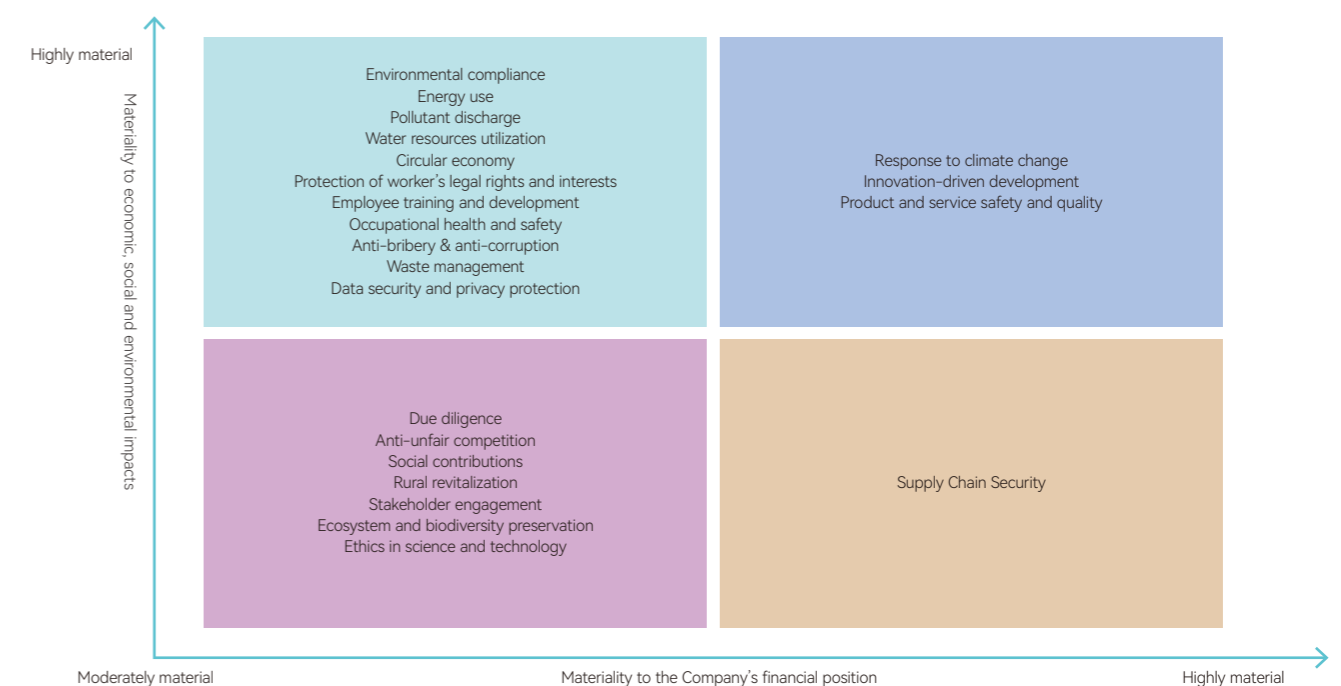 Highly material
Materiality to economic, social and environmental impacts
Environmental compliance
Energy use
Pollutant discharge
Water resources utilization
Circular economy
Protection of worker's legal rights and interests
Employee training and development
Occupational health and safety
Anti-bribery & anti-corruption
Waste management
Data security and privacy protection
Response to climate change
Innovation-driven development
Product and service safety and quality
Due diligence
Anti-unfair competition
Social contributions
Rural revitalization
Stakeholder engagement
Ecosystem and biodiversity preservation
Ethics in science and technology
Supply Chain Security
Moderately material
Materiality to the Company's financial position
Highly material